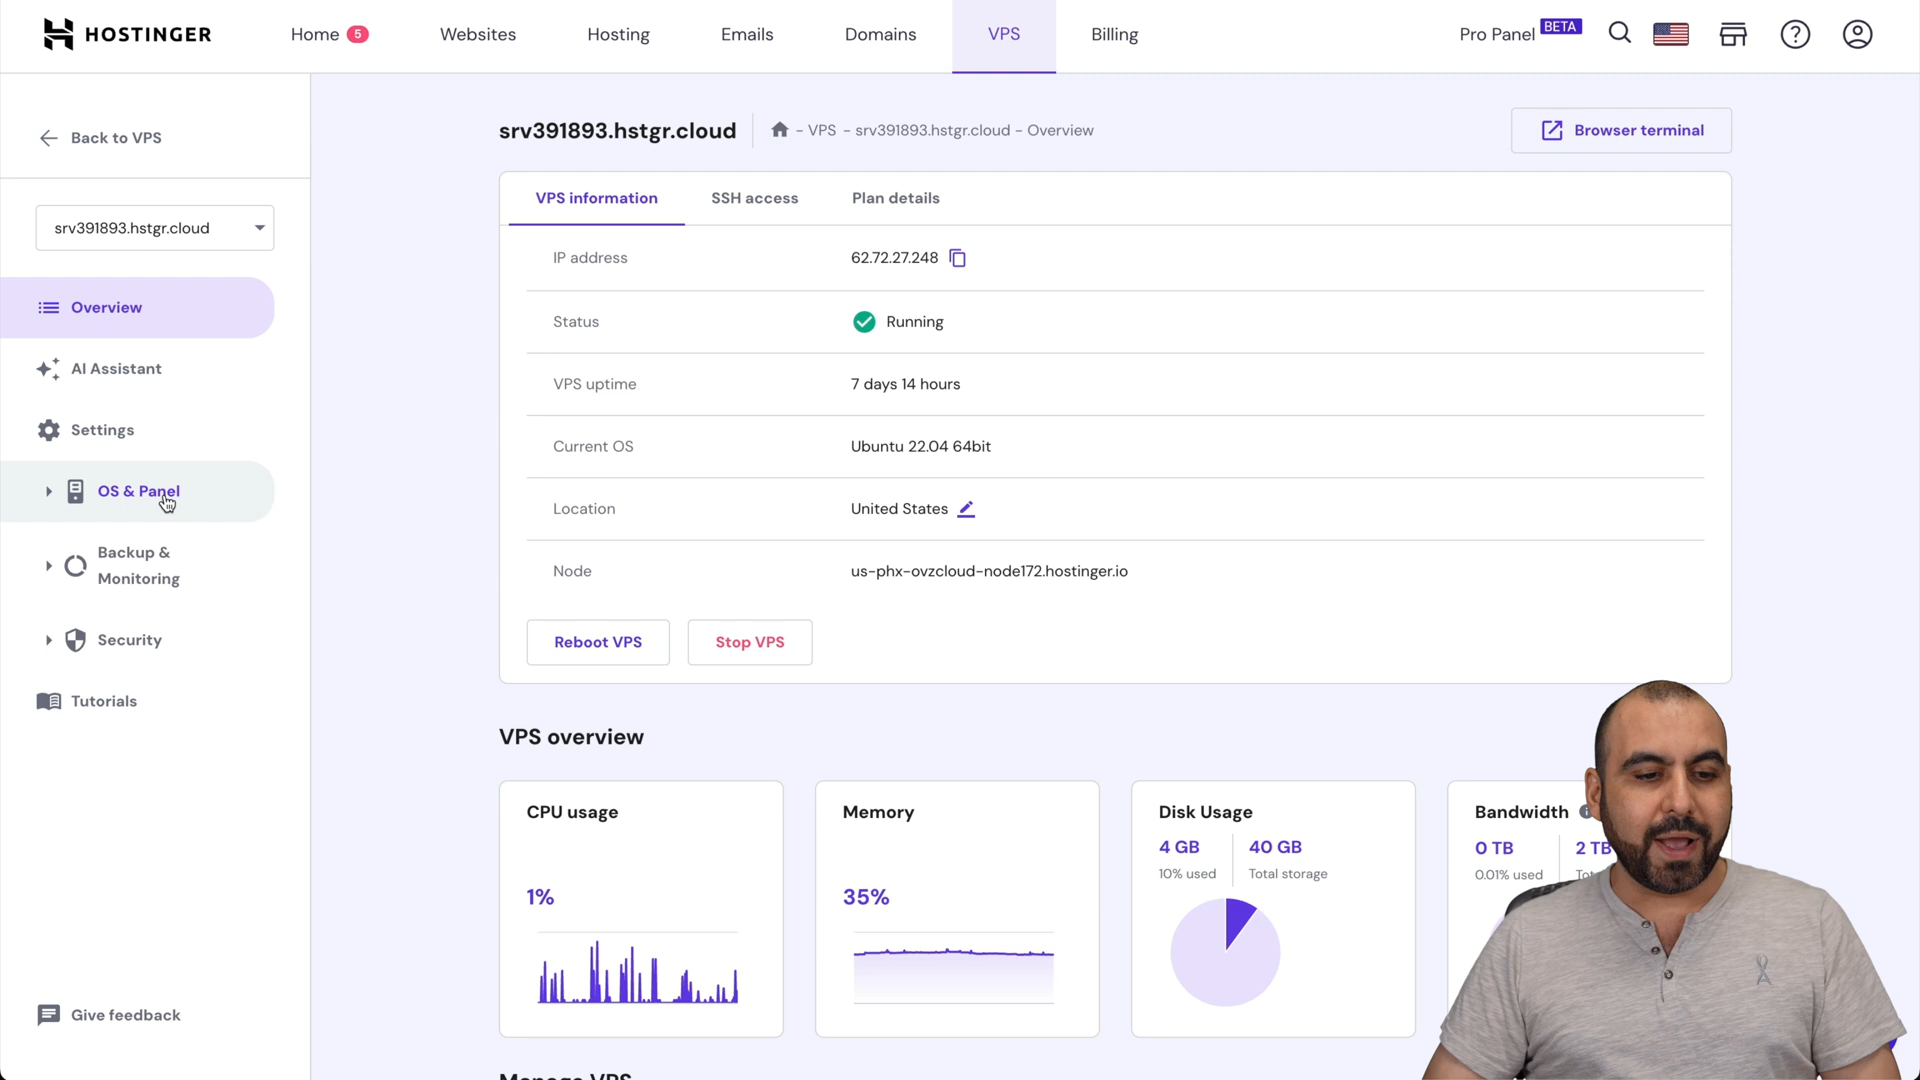 HOSTINGER
Home 5
Websites
Hosting
Emails
Domains
VPS
Billing
Pro Panel BETA
Back to VPS
srv391893.hstgr.cloud
Overview
AI Assistant
Settings
OS & Panel
Backup &
Monitoring
Security
Tutorials
Give feedback
srv391893.hstgr.cloud
- VPS - srv391893.hstgr.cloud - Overview
Browser terminal
VPS information
SSH access
Plan details
IP address 62.72.27.248
Status Running
VPS uptime 7 days 14 hours
Current OS Ubuntu 22.04 64bit
Location United States
Node us-phx-ovzcloud-node172.hostinger.io
Reboot VPS
Stop VPS
VPS overview
CPU usage
1%
Memory
35%
Disk Usage
4 GB 40 GB
10% used Total storage
Bandwidth
0 TB 2 TB
0.01% used
Manage VPS